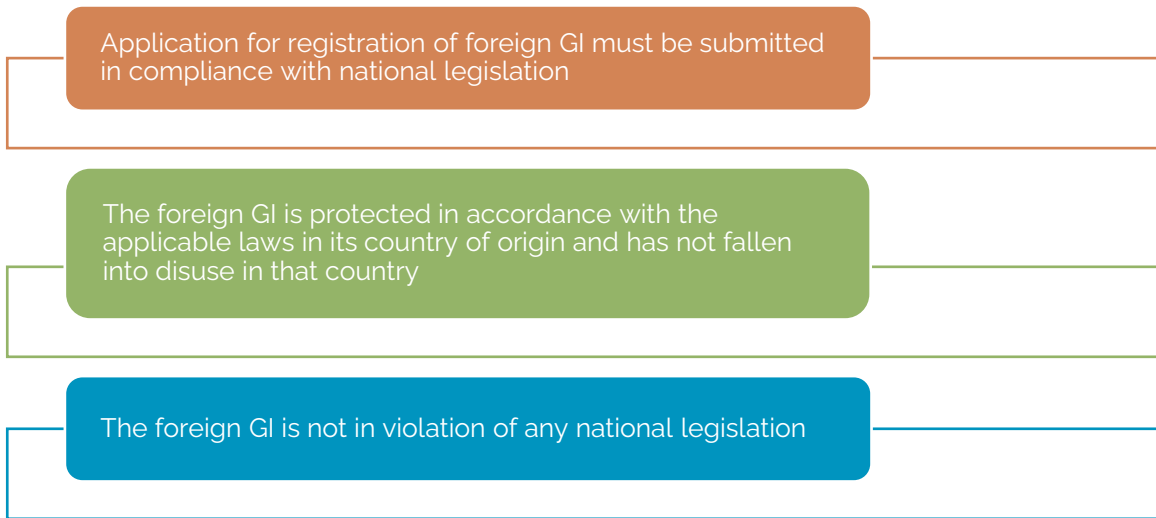 Application for registration of foreign GI must be submitted
in compliance with national legislation
The foreign GI is protected in accordance with the
applicable laws in its country of origin and has not fallen
into disuse in that country
The foreign GI is not in violation of any national legislation